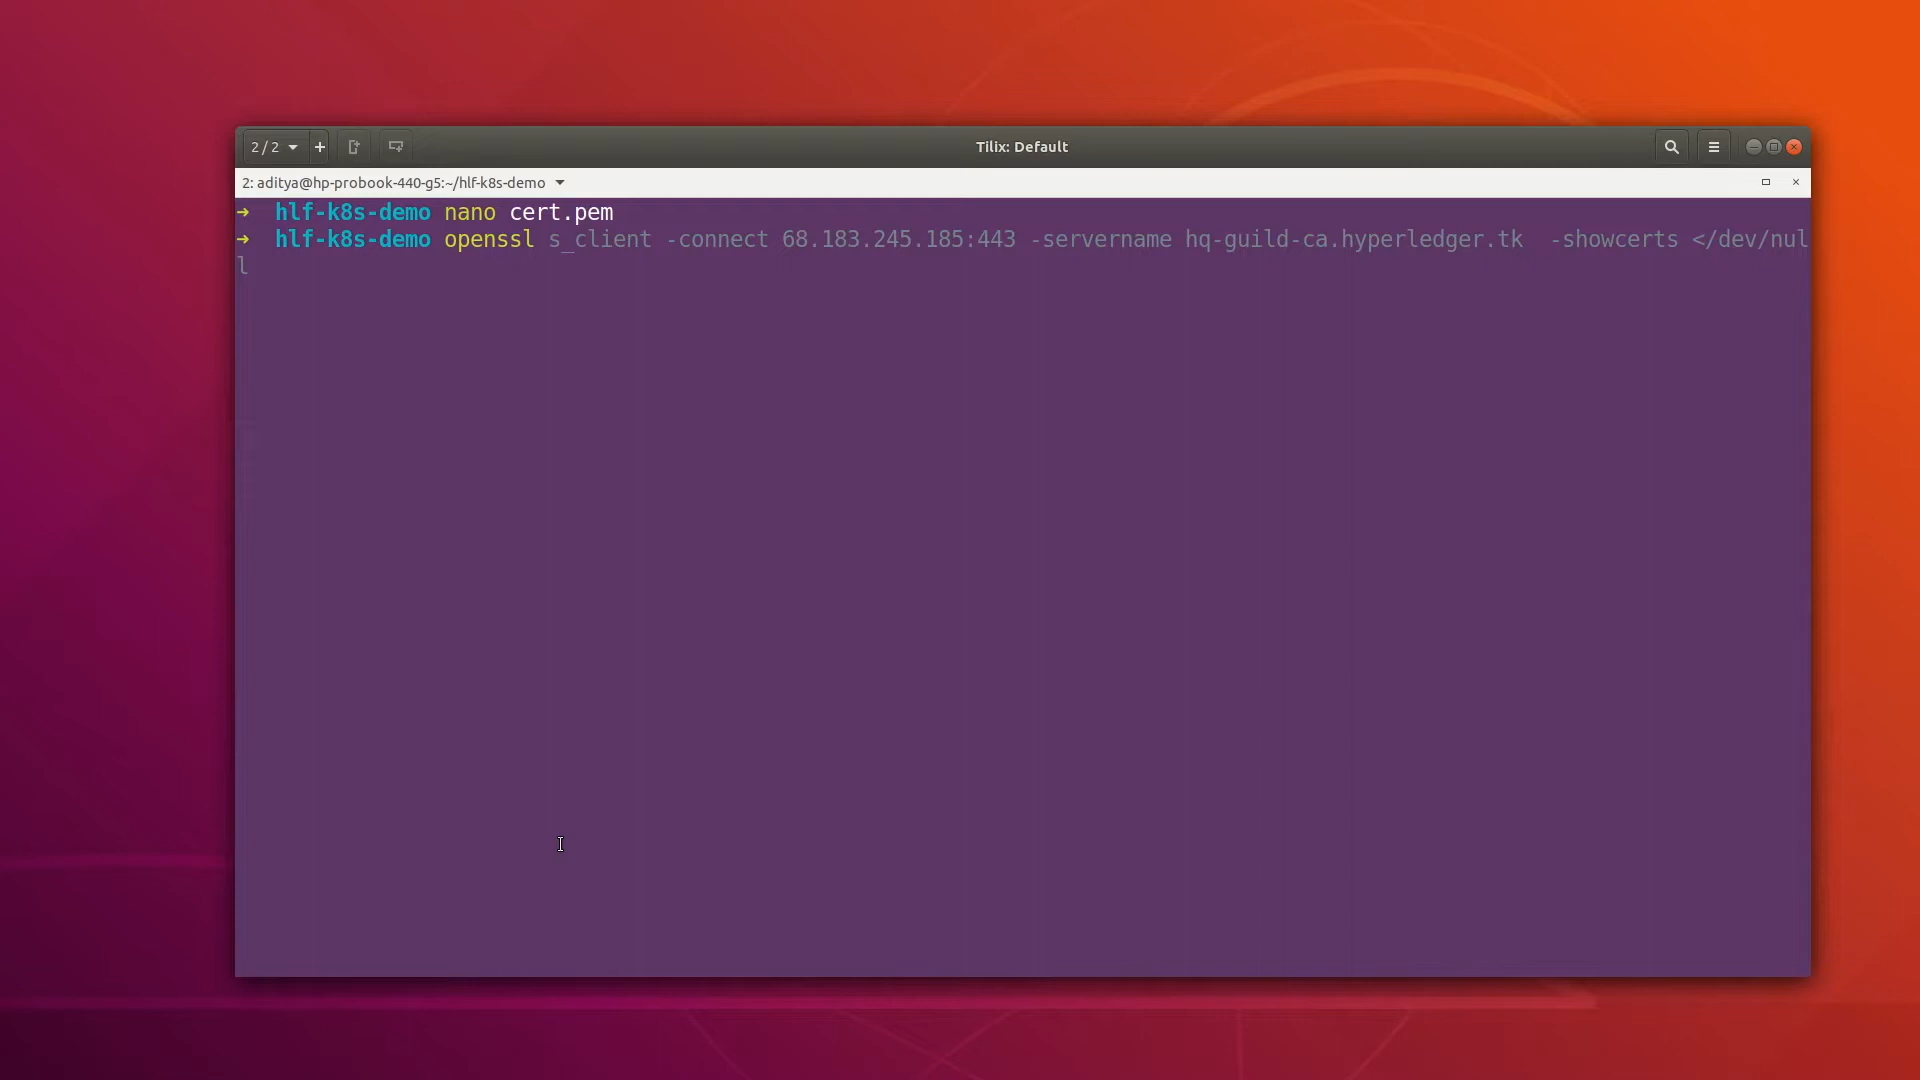 2 / 2
Tilix: Default
2: aditya@hp-probook-440-g5:~/hlf-k8s-demo
➜ hlf-k8s-demo nano cert.pem
➜ hlf-k8s-demo openssl s_client -connect 68.183.245.185:443 -servername hq-guild-ca.hyperledger.tk  -showcerts </dev/nul
l